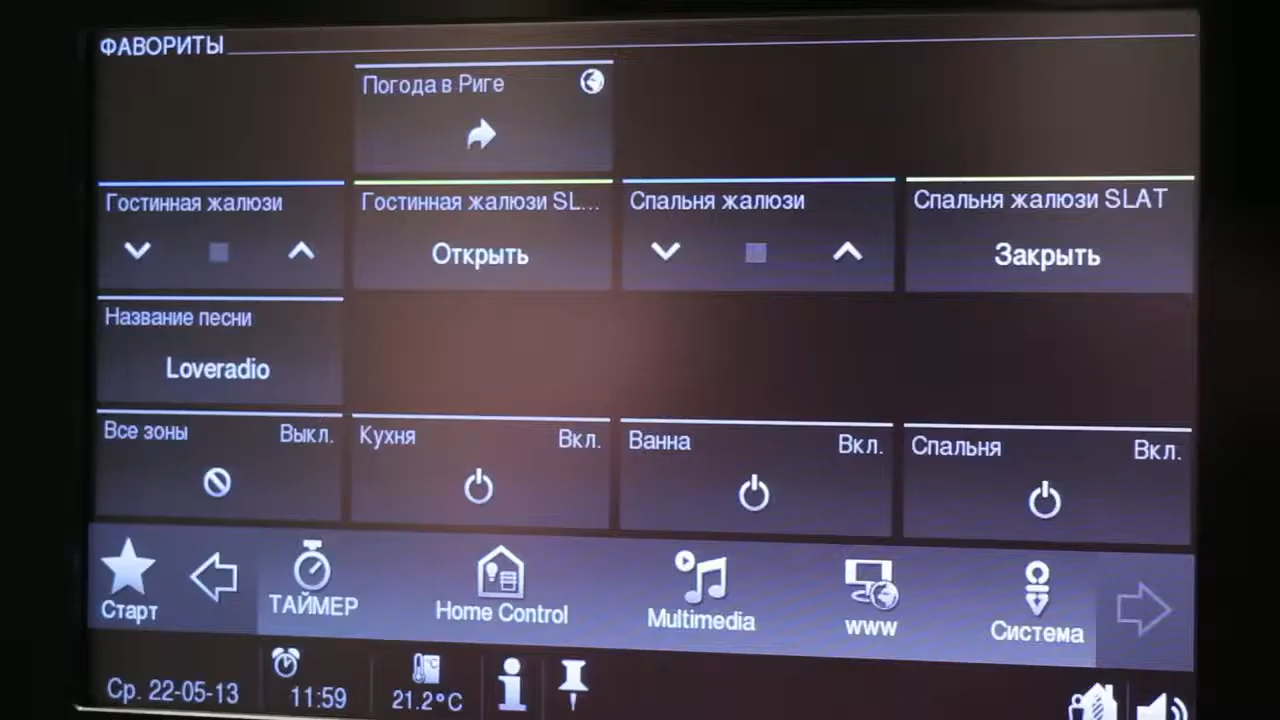 ФАВОРИТЫ
Погода в Риге
Гостинная жалюзи
Гостинная жалюзи SL...
Открыть
Спальня жалюзи
Спальня жалюзи SLAT
Закрыть
Название песни
Loveradio
Все зоны Выкл.
Кухня Вкл.
Ванна Вкл.
Спальня Вкл.
Старт
ТАЙМЕР
Home Control
Multimedia
www
Система
Ср. 22-05-13
11:59
°C
21.2°C